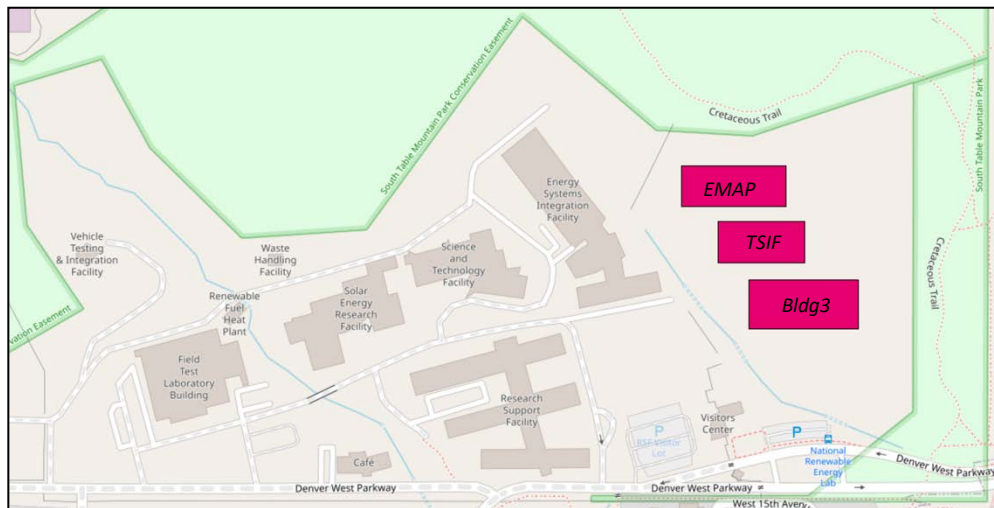 South Table Mountain Park Conservation Easement
Cretaceous Trail
South Table Mountain Park
EMAP
Energy
Systems
Integration
Facility
TSIF
Vehicle
Testing
& Integration
Facility
Waste
Handling
Facility
Science
and
Technology
Facility
Cretaceous Trail
Bldg3
Renewable
Fuel
Heat
Plant
Solar
Energy
Research
Facility
vation Easement
Field
Test
Laboratory
Building
Research
Support
Facility
Visitors
Center
P
RSF Visitor
Lot
P
National
Renewable
Energy
Lab
Café
Denver West Parkway
Denver West Parkway
Denver West Parkway
West 15th Avenu